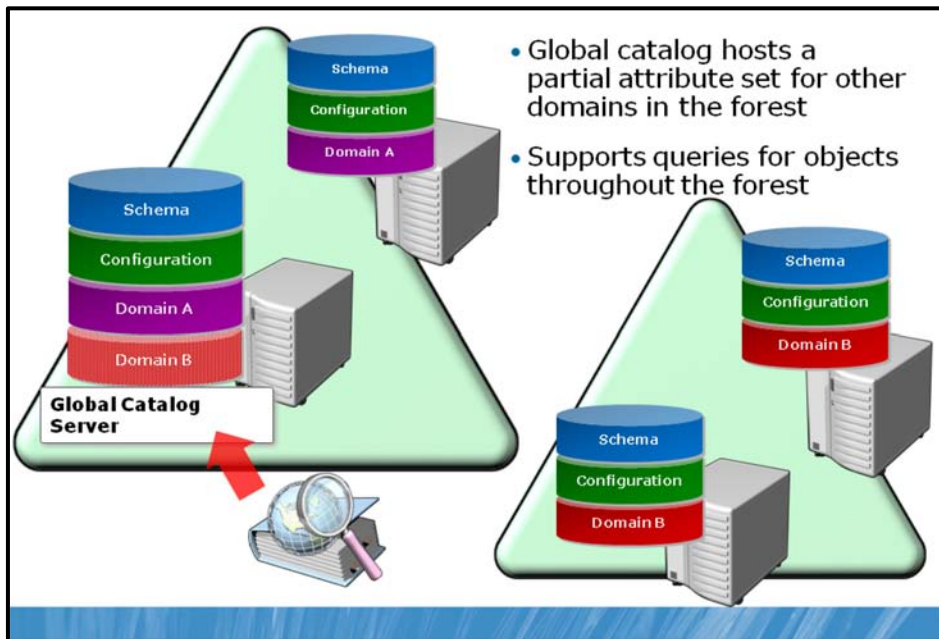 • Global catalog hosts a
partial attribute set for other
domains in the forest
• Supports queries for objects
throughout the forest
Schema
Configuration
Domain A
Schema
Configuration
Domain A
Domain B
Global Catalog
Server
Schema
Configuration
Domain B
Schema
Configuration
Domain B